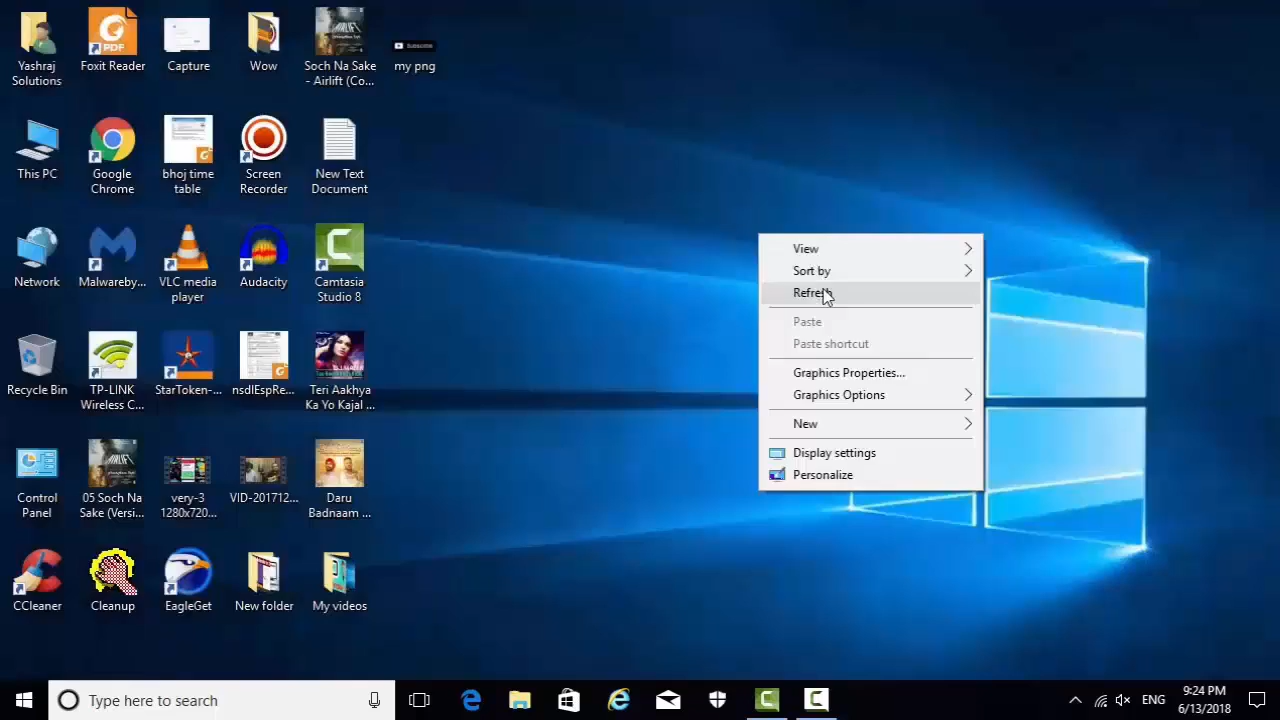 Yashraj
Solutions
Foxit Reader
Capture
Wow
Soch Na Sake
- Airlift (Co...
my png
This PC
Google
Chrome
bhoj time
table
Screen
Recorder
New Text
Document
Network
Malwareby...
VLC media
player
Audacity
Camtasia
Studio 8
Recycle Bin
TP-LINK
Wireless C...
StarToken-...
nsdlEspRe...
Teri Aakhya
Ka Yo Kajal ...
Control
Panel
05 Soch Na
Sake (Versi...
very-3
1280x720...
VID-201712...
Daru
Badnaam ...
CCleaner
Cleanup
EagleGet
New folder
My videos
PDF
Subscribe
View
Sort by
Refresh
Paste
Paste shortcut
Graphics Properties...
Graphics Options
New
Display settings
Personalize
Type here to search
ENG
9:24 PM
6/13/2018